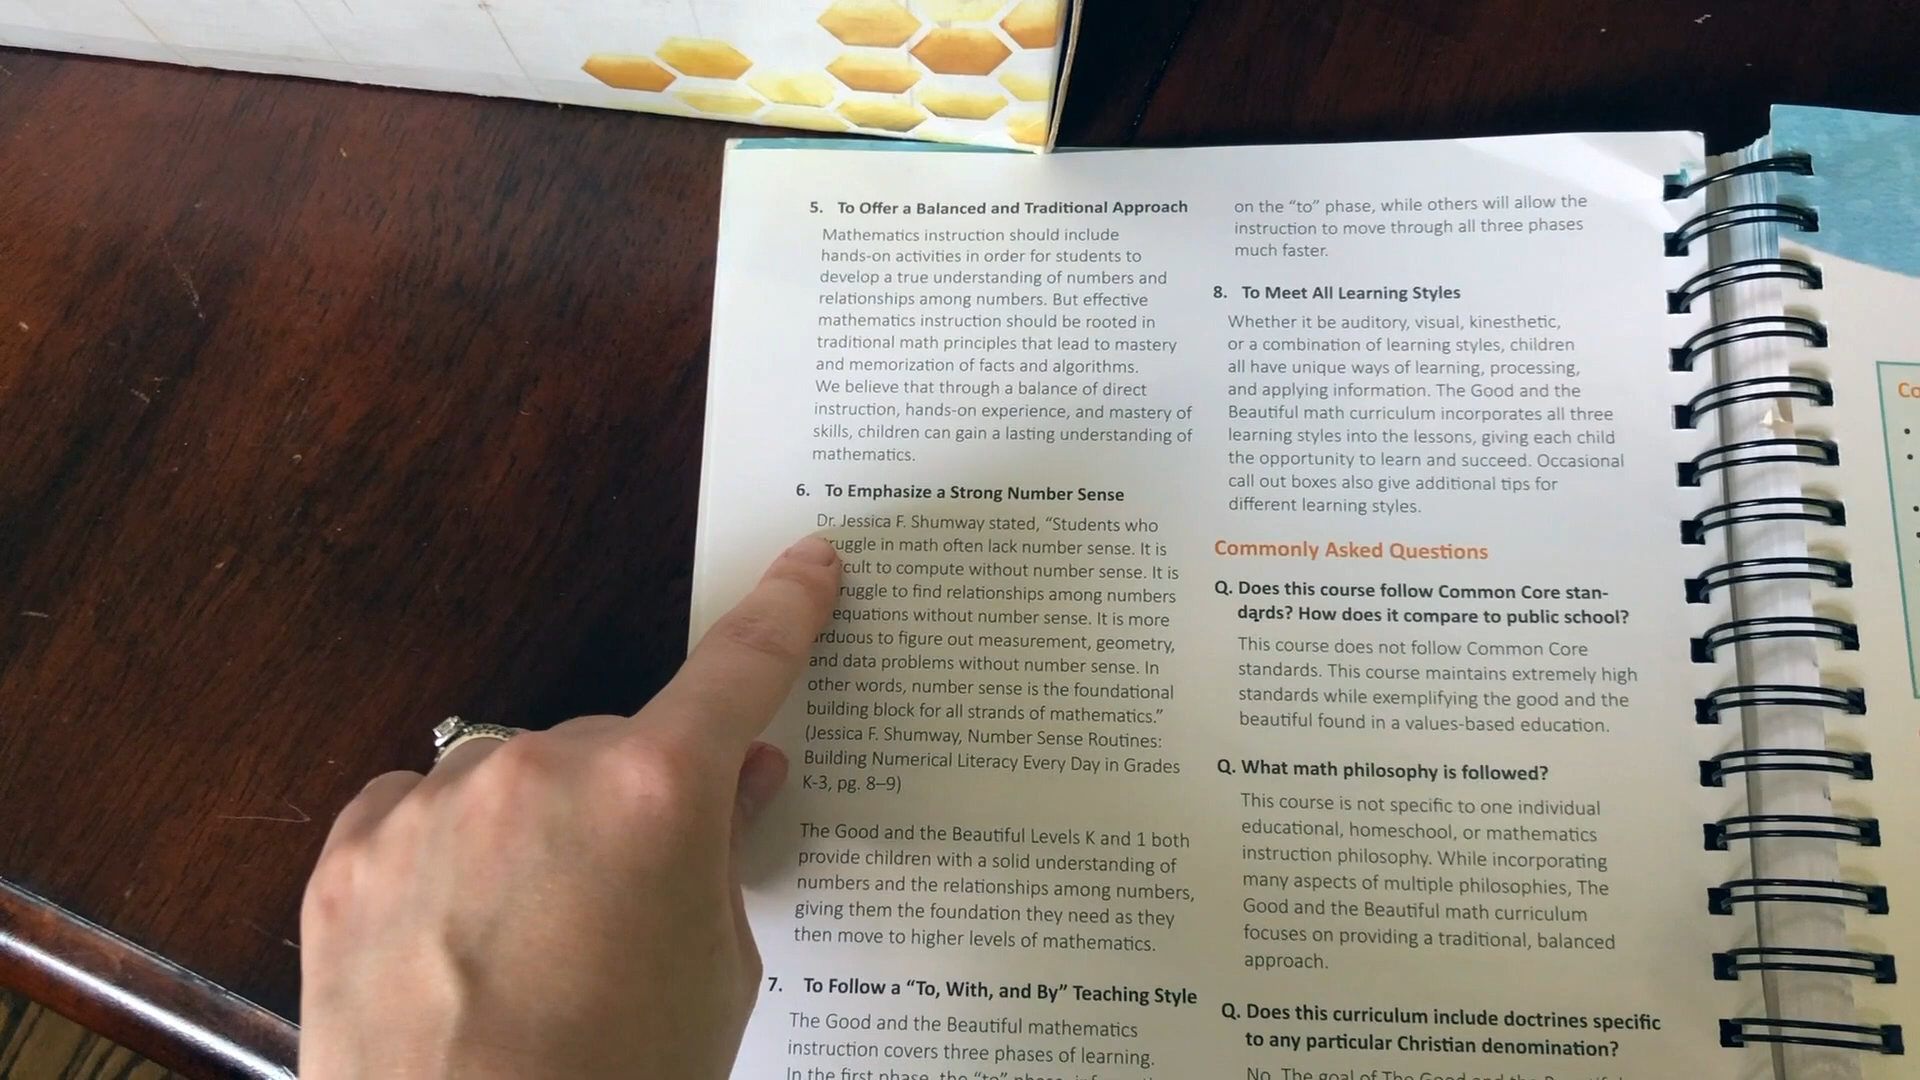 5. To Offer a Balanced and Traditional Approach
Mathematics instruction should include
hands-on activities in order for students to
develop a true understanding of numbers and
relationships among numbers. But effective
mathematics instruction should be rooted in
traditional math principles that lead to mastery
and memorization of facts and algorithms.
We believe that through a balance of direct
instruction, hands-on experience, and mastery of
skills, children can gain a lasting understanding of
mathematics.
6. To Emphasize a Strong Number Sense
Dr. Jessica F. Shumway stated, “Students who
in math often lack number sense. It is
to compute without number sense. It is
to find relationships among numbers
equations without number sense. It is more
to figure out measurement, geometry,
and data problems without number sense. In
other words, number sense is the foundational
building block for all strands of mathematics.”
(Jessica F. Shumway, Number Sense Routines:
Building Numerical Literacy Every Day in Grades
K-3, pg. 8–9)
The Good and the Beautiful Levels K and 1 both
provide children with a solid understanding of
numbers and the relationships among numbers,
giving them the foundation they need as they
then move to higher levels of mathematics.
7. To Follow a “To, With, and By” Teaching Style
The Good and the Beautiful mathematics
instruction covers three phases of learning.
In the first phase, the “to”
on the “to” phase, while others will allow the
instruction to move through all three phases
much faster.
8. To Meet All Learning Styles
Whether it be auditory, visual, kinesthetic,
or a combination of learning styles, children
all have unique ways of learning, processing,
and applying information. The Good and the
Beautiful math curriculum incorporates all three
learning styles into the lessons, giving each child
the opportunity to learn and succeed. Occasional
call out boxes also give additional tips for
different learning styles.
Commonly Asked Questions
Q. Does this course follow Common Core stan-
dards? How does it compare to public school?
This course does not follow Common Core
standards. This course maintains extremely high
standards while exemplifying the good and the
beautiful found in a values-based education.
Q. What math philosophy is followed?
This course is not specific to one individual
educational, homeschool, or mathematics
instruction philosophy. While incorporating
many aspects of multiple philosophies, The
Good and the Beautiful math curriculum
focuses on providing a traditional, balanced
approach.
Q. Does this curriculum include doctrines specific
to any particular Christian denomination?
No. The goal of The Good and the